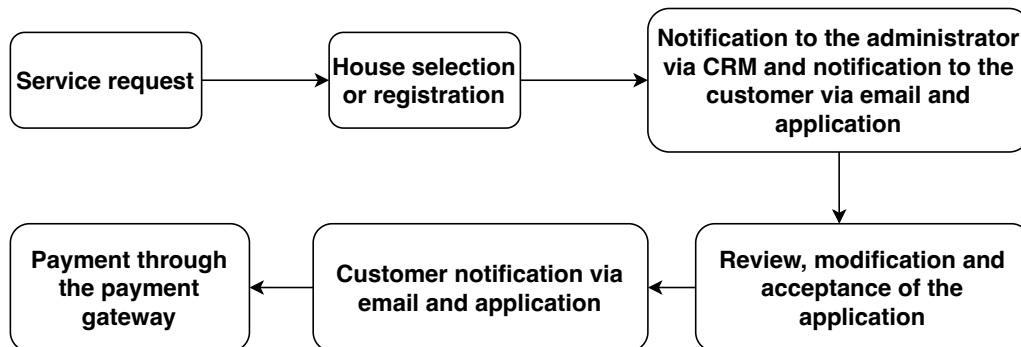 Service request
House selection
or registration
Notification to the administrator
via CRM and notification to the
customer via email and
application
Review, modification and
acceptance of the
application
Customer notification via
email and application
Payment through
the payment
gateway